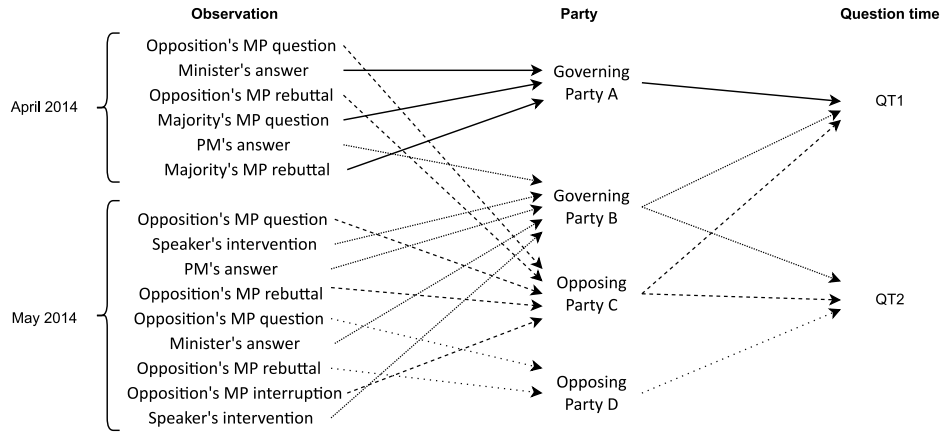 Observation
Party
Question time
April 2014
Opposition's MP question
Minister's answer
Opposition's MP rebuttal
Majority's MP question
PM's answer
Majority's MP rebuttal
May 2014
Opposition's MP question
Speaker's intervention
PM's answer
Opposition's MP rebuttal
Opposition's MP question
Minister's answer
Opposition's MP rebuttal
Opposition's MP interruption
Speaker's intervention
Governing
Party A
Governing
Party B
Opposing
Party C
Opposing
Party D
QT1
QT2